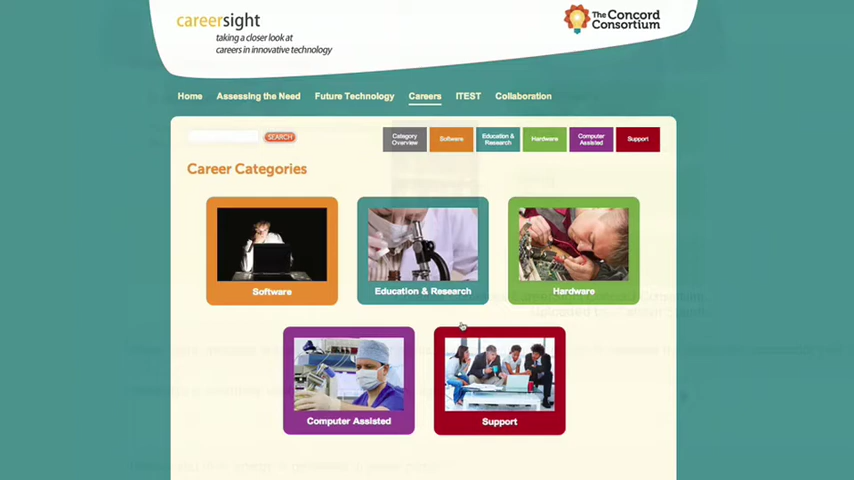 careersight
taking a closer look at
careers in innovative technology
The Concord
Consortium
Home Assessing the Need Future Technology Careers ITEST Collaboration
SEARCH
Category
Overview
Software
Education &
Research
Hardware
Computer
Assisted
Support
Career Categories
Software
Education & Research
Hardware
Computer Assisted
Support